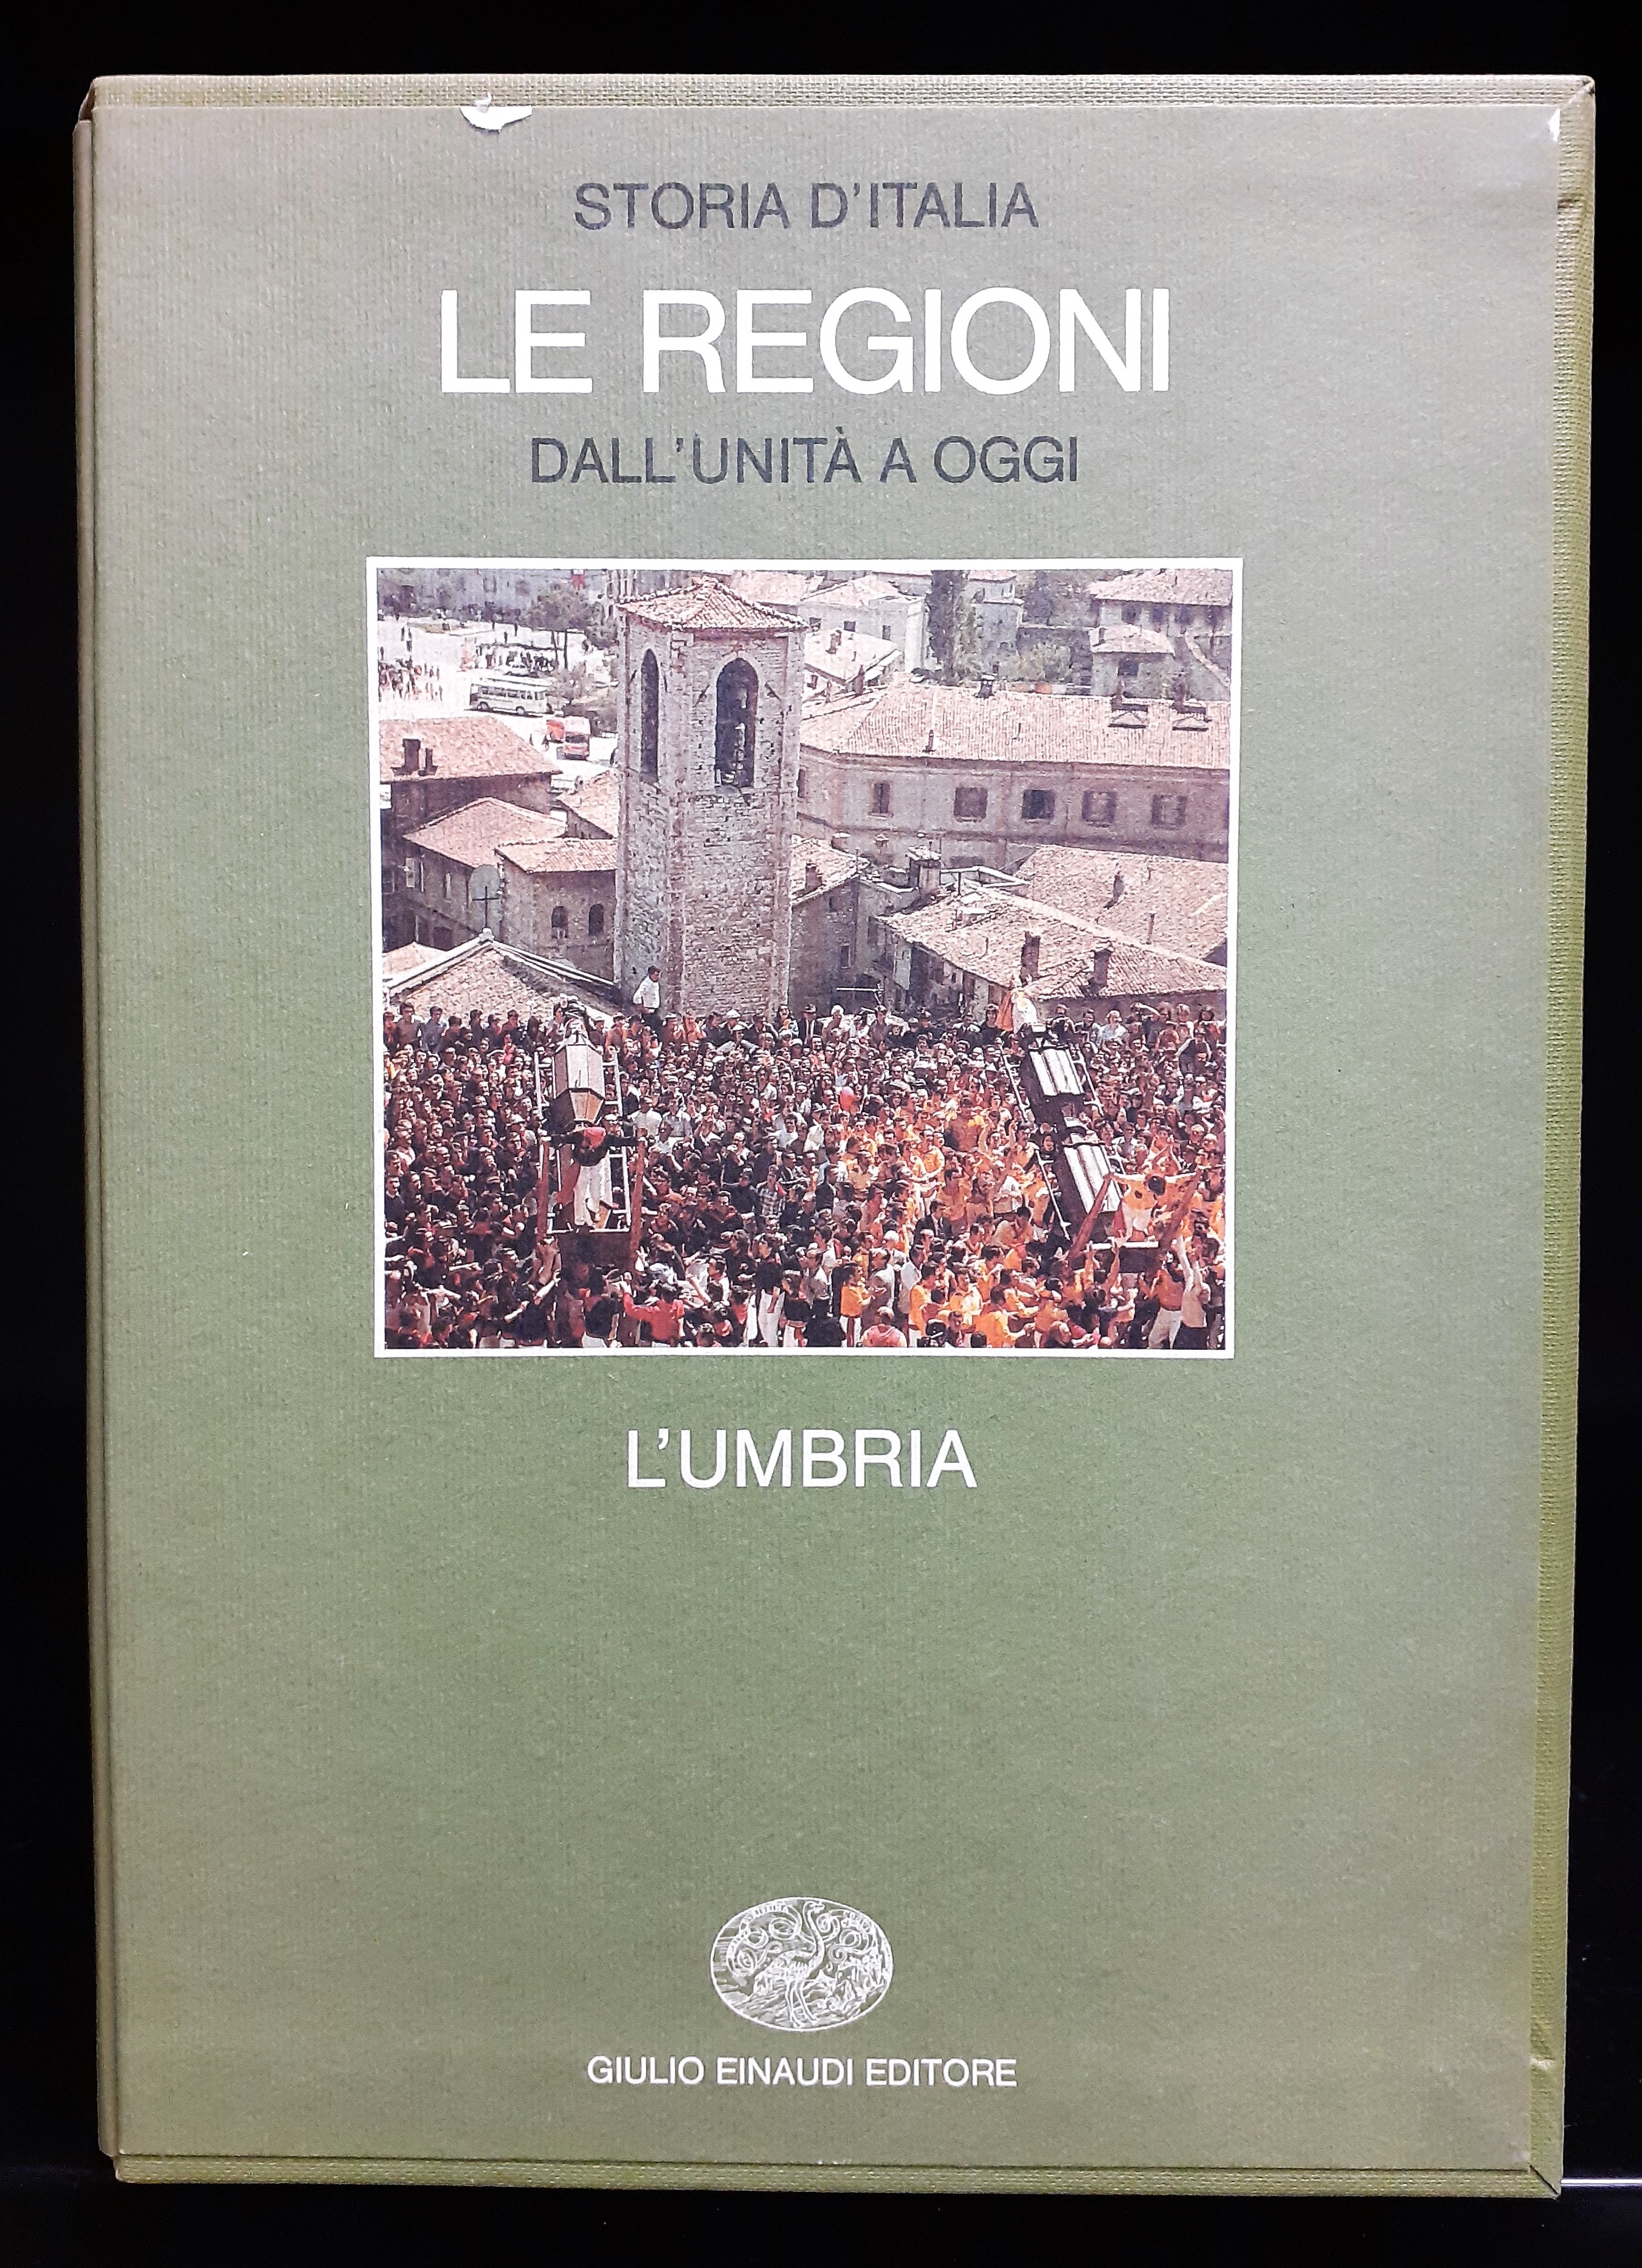 STORIA D'ITALIA
LE REGIONI
DALL'UNITÀ A OGGI
L'UMBRIA
GIULIO EINAUDI EDITORE